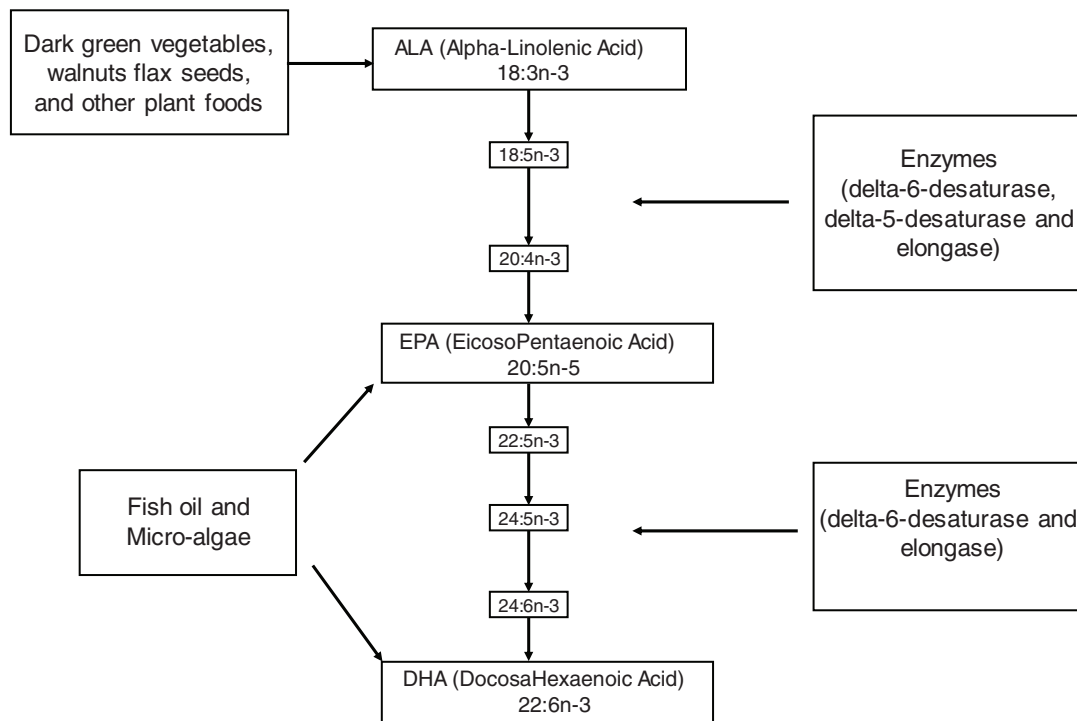 Dark green vegetables,
walnuts flax seeds,
and other plant foods
ALA (Alpha-Linolenic Acid)
18:3n-3
18:5n-3
Enzymes
(delta-6-desaturase,
delta-5-desaturase and
elongase)
20:4n-3
EPA (EicosoPentaenoic Acid)
20:5n-5
22:5n-3
Fish oil and
Micro-algae
24:5n-3
Enzymes
(delta-6-desaturase and
elongase)
24:6n-3
DHA (DocosaHexaenoic Acid)
22:6n-3